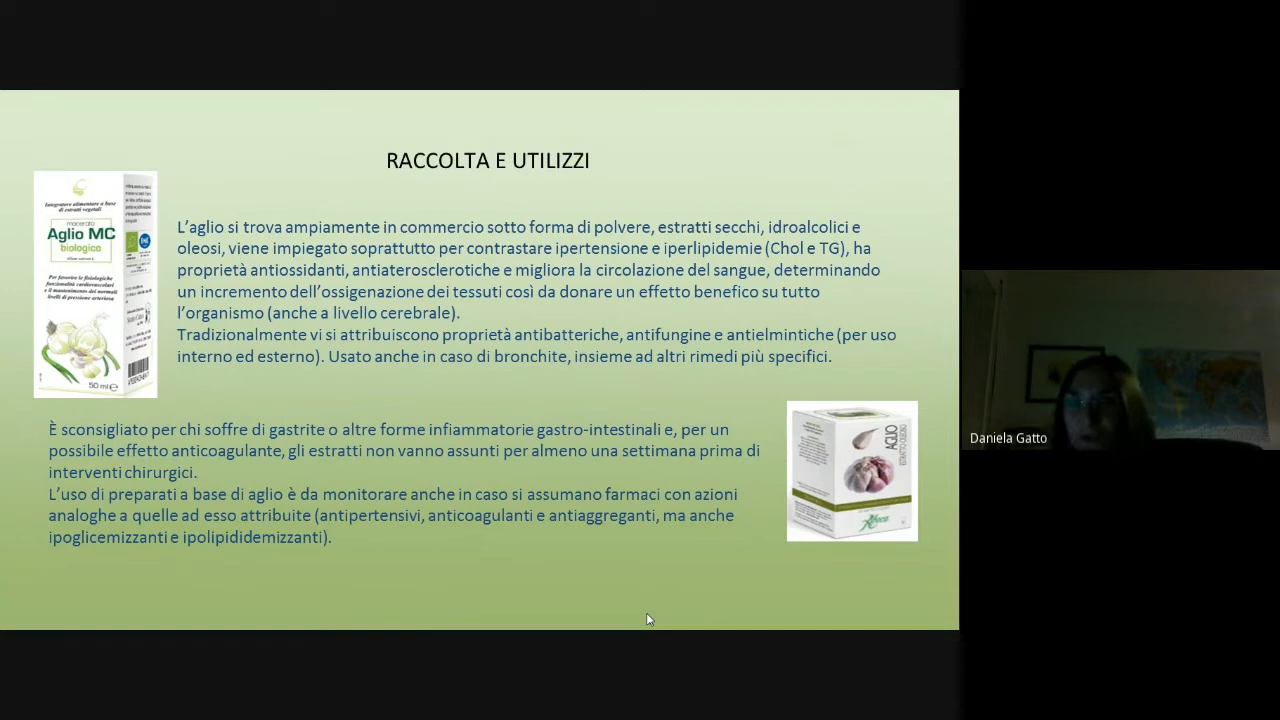 RACCOLTA E UTILIZZI
Integratore alimentare a base
di estratti vegetali
macerato
Aglio MC
biologico
Per favorire le fisiologiche
funzionalità cardiovascolari
e il mantenimento dei normali
livelli di pressione arteriosa
50 ml e
L'aglio si trova ampiamente in commercio sotto forma di polvere, estratti secchi, idroalcolici e
oleosi, viene impiegato soprattutto per contrastare ipertensione e iperlipidemie (Chol e TG), ha
proprietà antiossidanti, antiaterosclerotiche e migliora la circolazione del sangue, determinando
un incremento dell'ossigenazione dei tessuti così da donare un effetto benefico su tutto
l'organismo (anche a livello cerebrale).
Tradizionalmente vi si attribuiscono proprietà antibatteriche, antifungine e antielmintiche (per uso
interno ed esterno). Usato anche in caso di bronchite, insieme ad altri rimedi più specifici.
È sconsigliato per chi soffre di gastrite o altre forme infiammatorie gastro-intestinali e, per un
possibile effetto anticoagulante, gli estratti non vanno assunti per almeno una settimana prima di
interventi chirurgici.
L'uso di preparati a base di aglio è da monitorare anche in caso si assumano farmaci con azioni
analoghe a quelle ad esso attribuite (antipertensivi, anticoagulanti e antiaggreganti, ma anche
ipoglicemizzanti e ipolipididemizzanti).
AGLIO
Aboca
Daniela Gatto